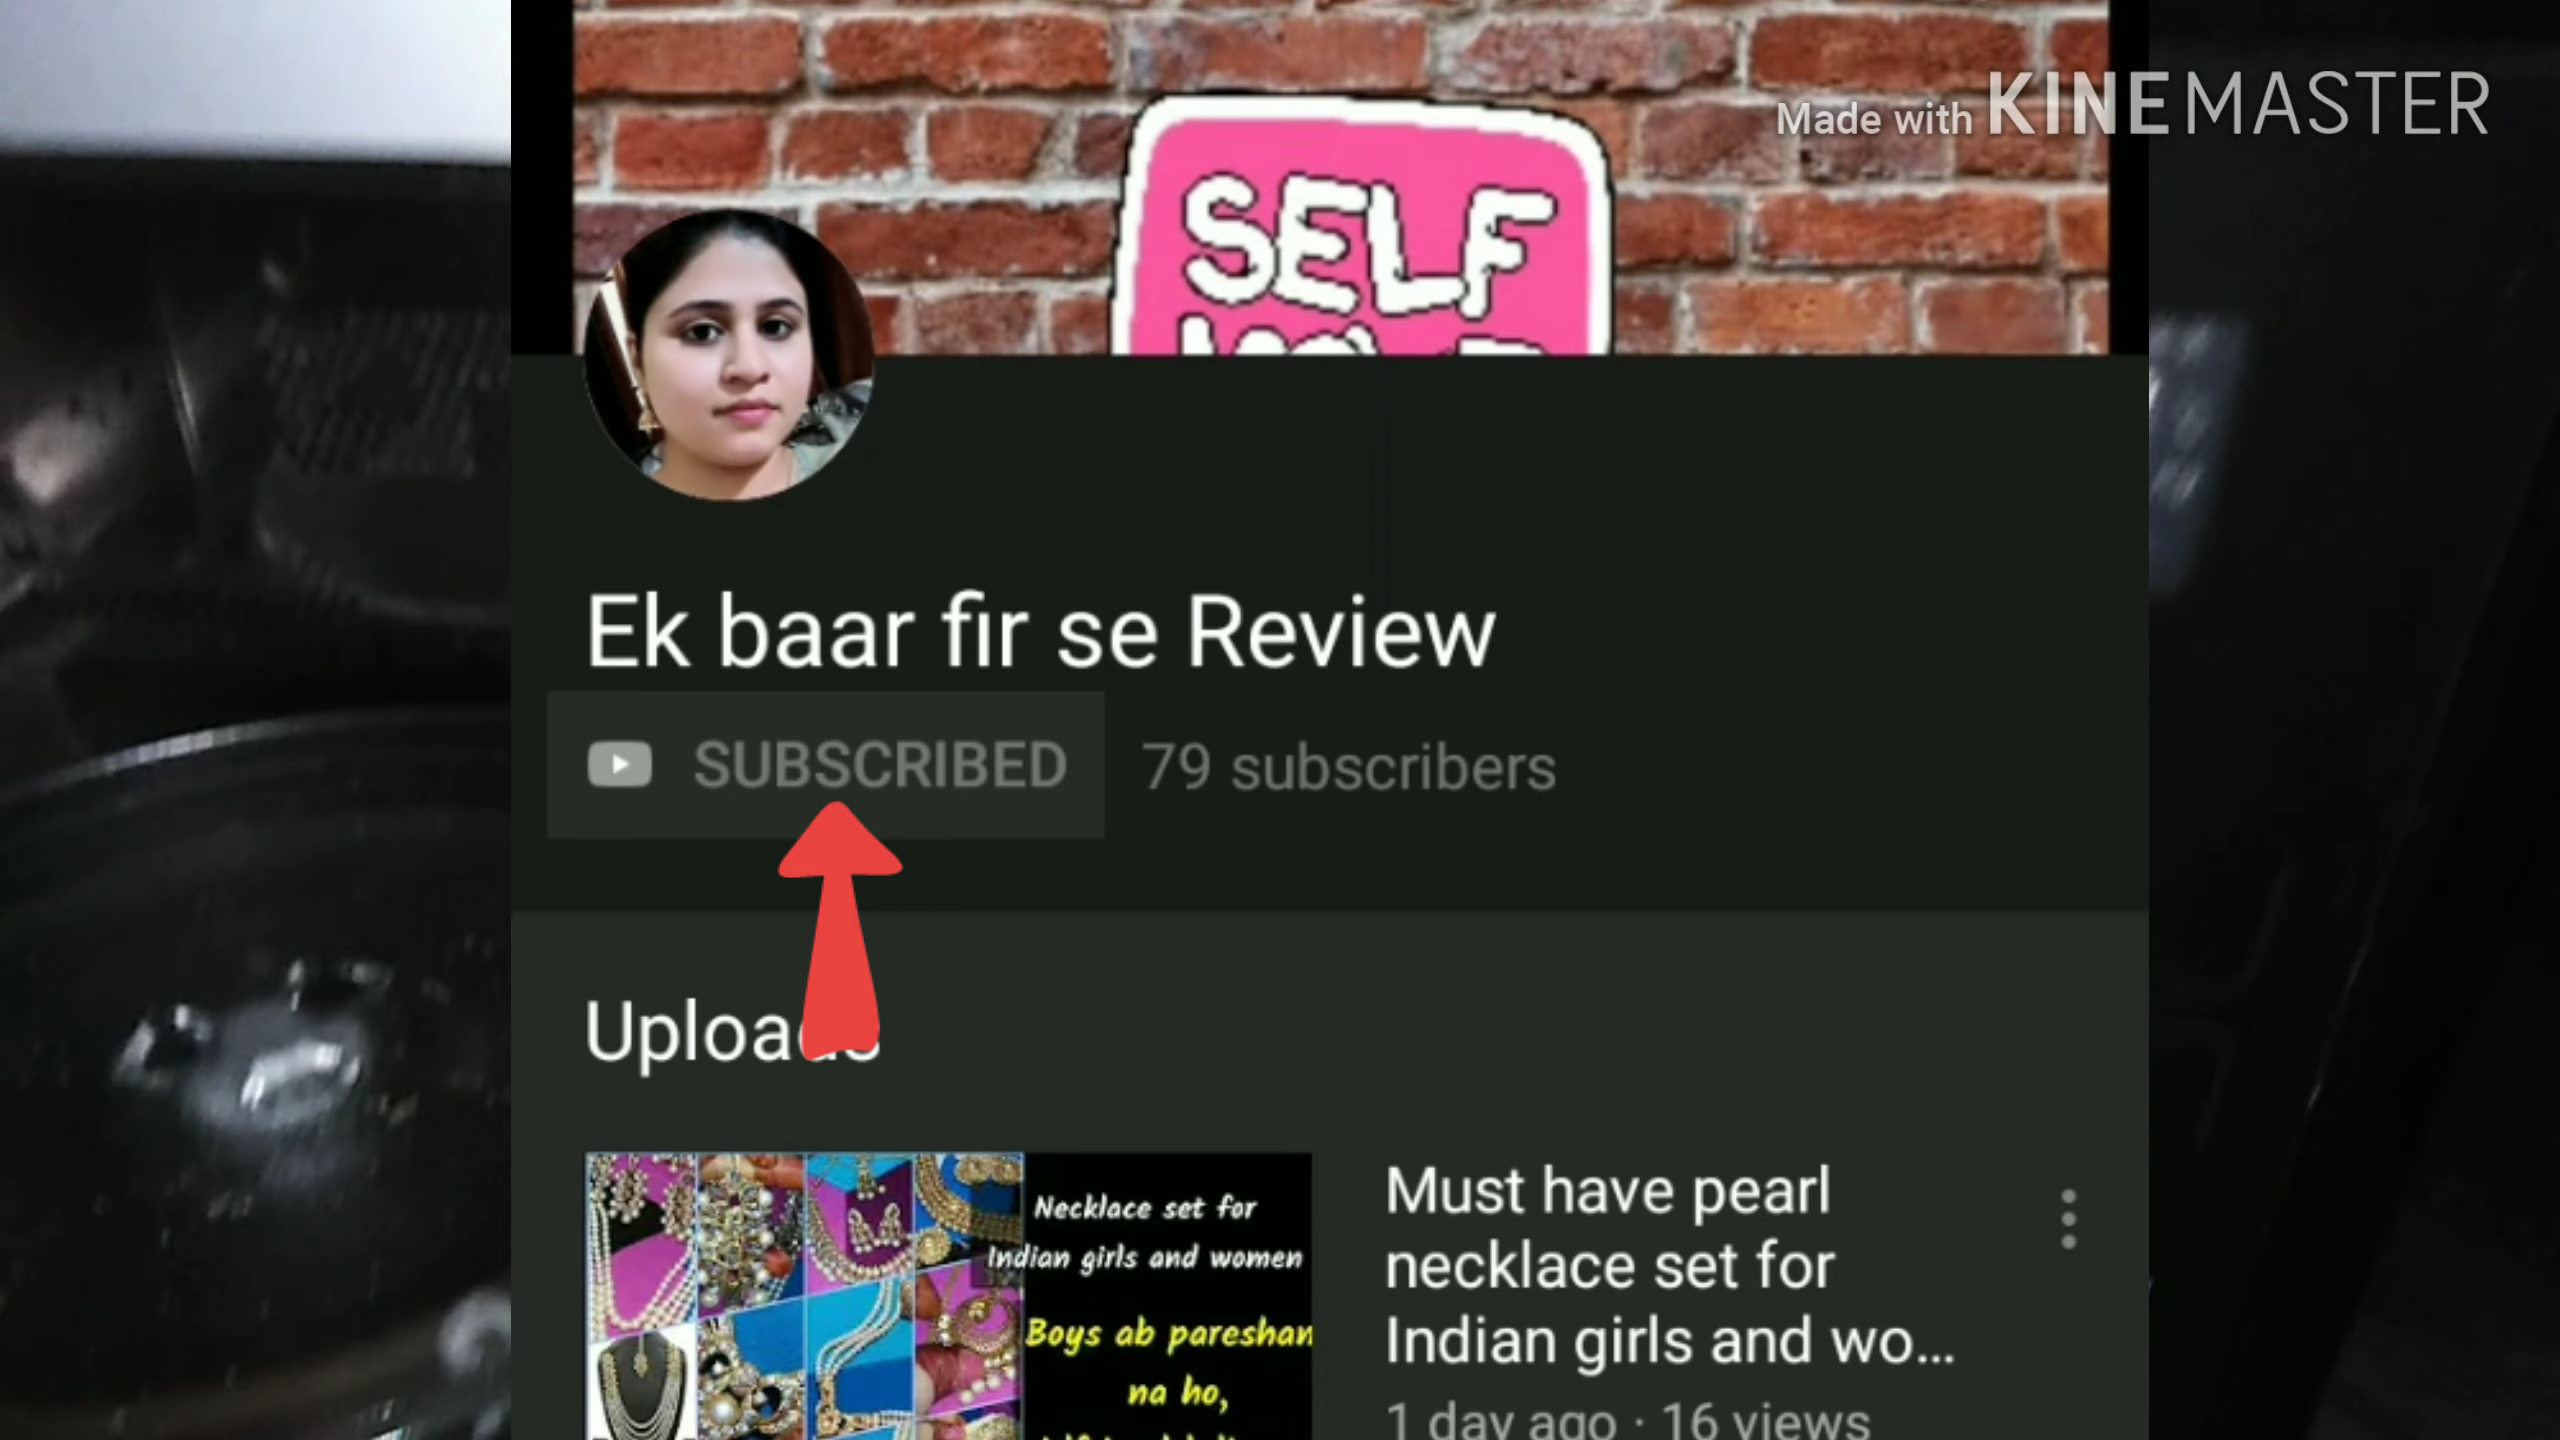 Made with KINEMASTER
SELF
Ek baar fir se Review
SUBSCRIBED
79 subscribers
Uploads
Necklace set for
Indian girls and women
Boys ab pareshan
na ho,
Must have pearl
necklace set for
Indian girls and wo...
1 day ago · 16 views